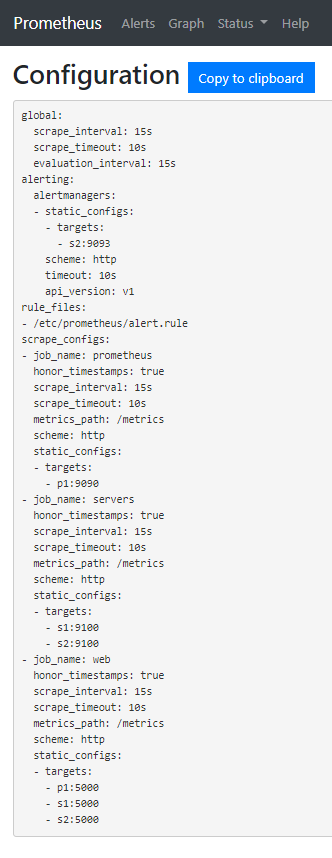 Prometheus Alerts Graph Status Help
Configuration Copy to clipboard
global:
  scrape_interval: 15s
  scrape_timeout: 10s
  evaluation_interval: 15s
alerting:
  alertmanagers:
  - static_configs:
    - targets:
      - s2:9093
    scheme: http
    timeout: 10s
    api_version: v1
rule_files:
- /etc/prometheus/alert.rule
scrape_configs:
- job_name: prometheus
  honor_timestamps: true
  scrape_interval: 15s
  scrape_timeout: 10s
  metrics_path: /metrics
  scheme: http
  static_configs:
  - targets:
    - p1:9090
- job_name: servers
  honor_timestamps: true
  scrape_interval: 15s
  scrape_timeout: 10s
  metrics_path: /metrics
  scheme: http
  static_configs:
  - targets:
    - s1:9100
    - s2:9100
- job_name: web
  honor_timestamps: true
  scrape_interval: 15s
  scrape_timeout: 10s
  metrics_path: /metrics
  scheme: http
  static_configs:
  - targets:
    - p1:5000
    - s1:5000
    - s2:5000